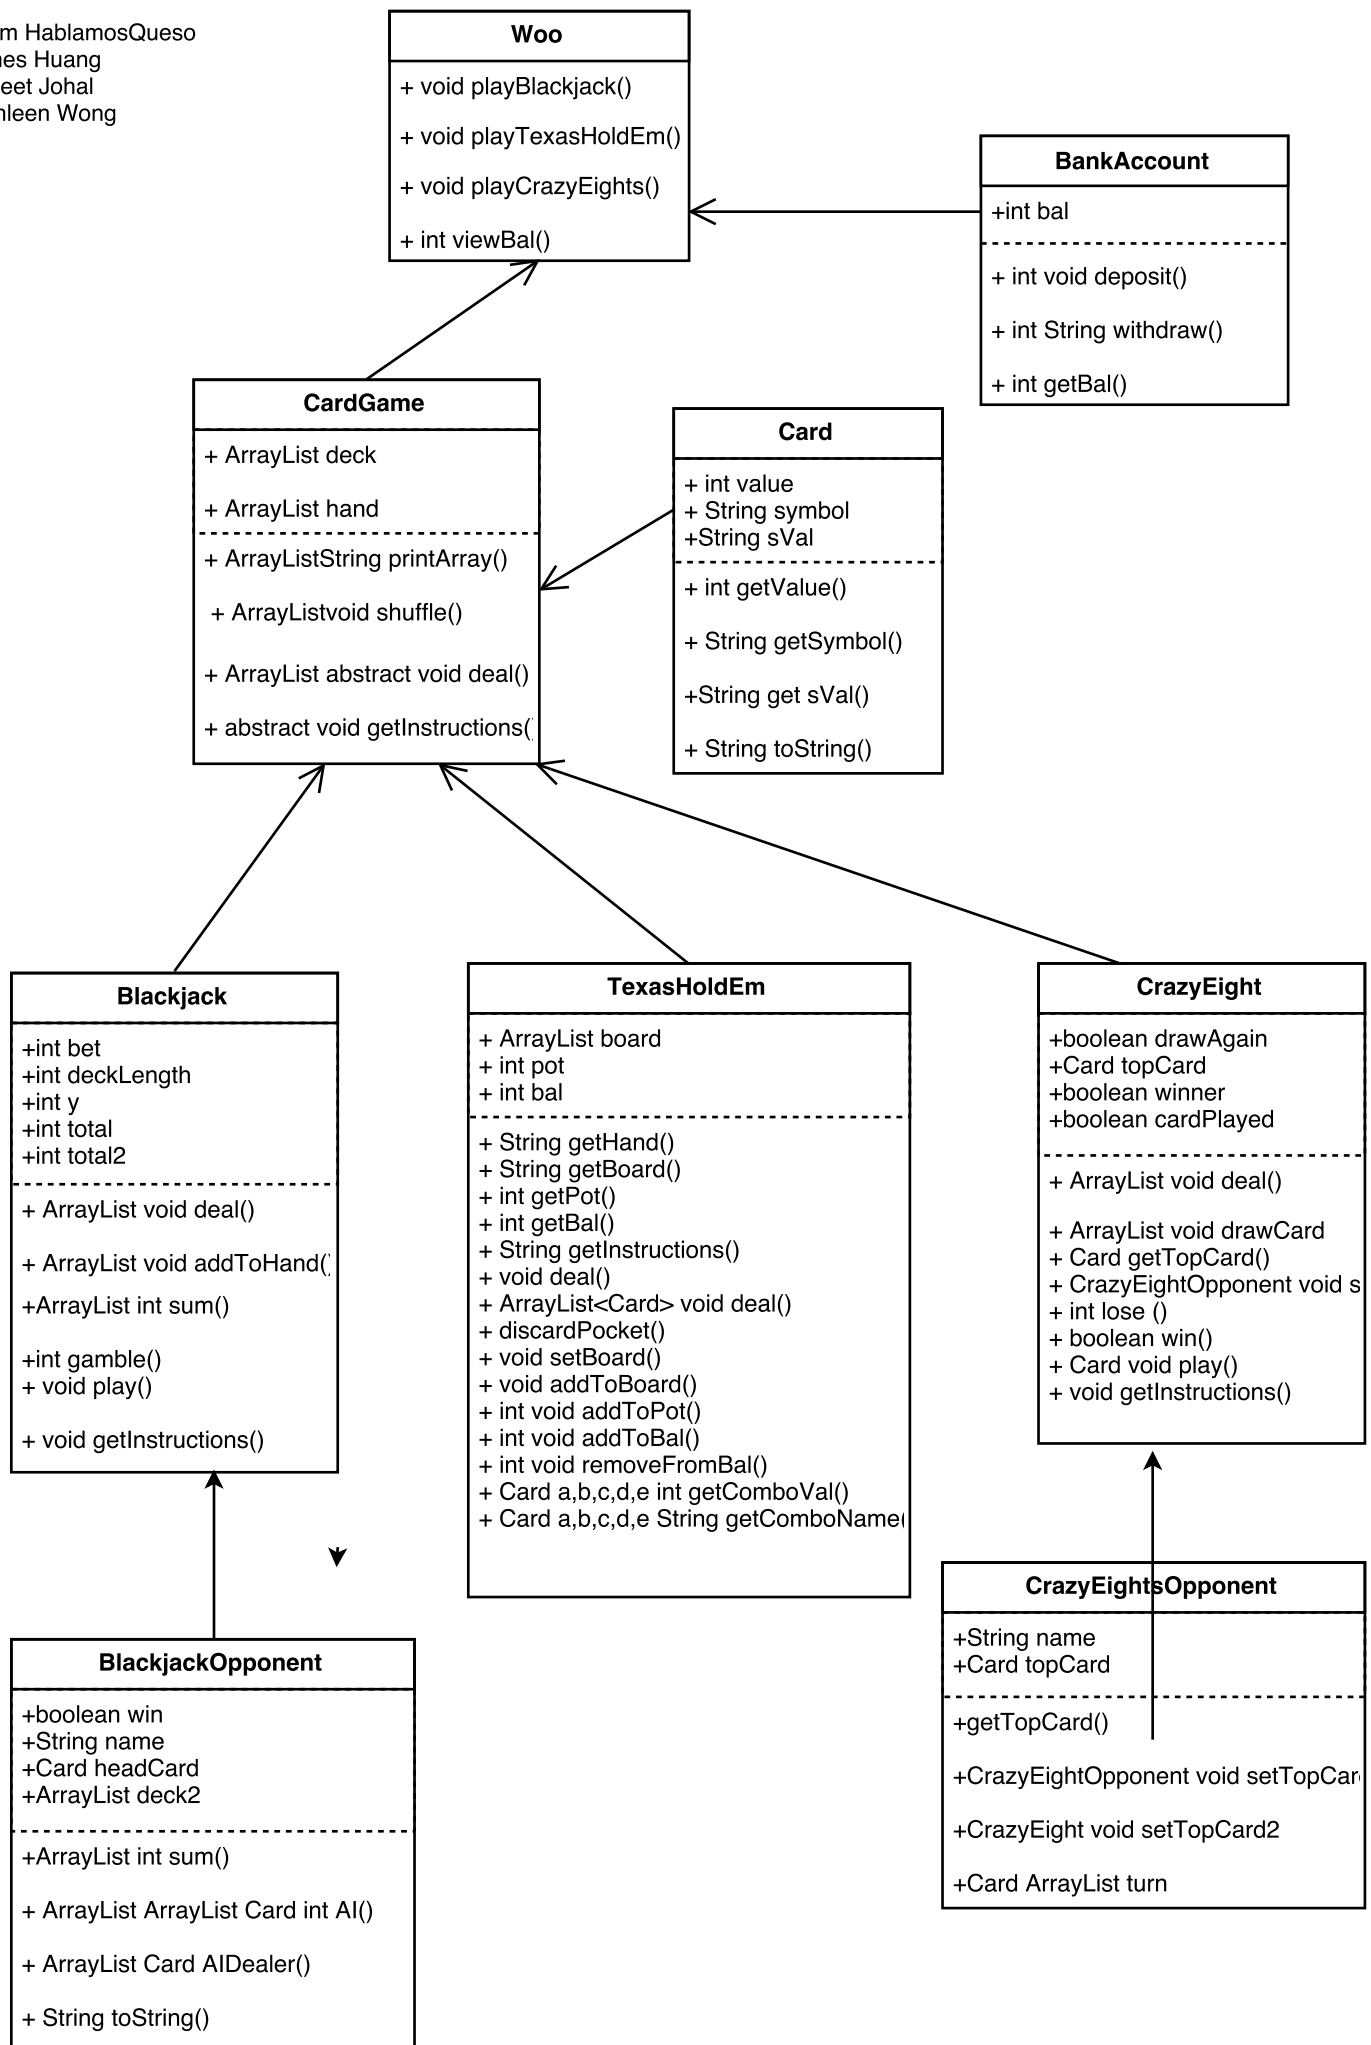 m HablamosQueso
nes Huang
eet Johal
nleen Wong
Woo
+ void playBlackjack()
+ void playTexasHoldEm()
+ void playCrazyEights()
+ int viewBal()
BankAccount
+int bal
+ int void deposit()
+ int String withdraw()
+ int getBal()
CardGame
+ ArrayList deck
+ ArrayList hand
+ ArrayListString printArray()
+ ArrayListvoid shuffle()
+ ArrayList abstract void deal()
+ abstract void getInstructions()
Card
+ int value
+ String symbol
+String sVal
+ int getValue()
+ String getSymbol()
+String get sVal()
+ String toString()
Blackjack
+int bet
+int deckLength
+int y
+int total
+int total2
+ ArrayList void deal()
+ ArrayList void addToHand()
+ArrayList int sum()
+int gamble()
+ void play()
+ void getInstructions()
TexasHoldEm
+ ArrayList board
+ int pot
+ int bal
+ String getHand()
+ String getBoard()
+ int getPot()
+ int getBal()
+ String getInstructions()
+ void deal()
+ ArrayList<Card> void deal()
+ discardPocket()
+ void setBoard()
+ void addToBoard()
+ int void addToPot()
+ int void addToBal()
+ int void removeFromBal()
+ Card a,b,c,d,e int getComboVal()
+ Card a,b,c,d,e String getComboName(
CrazyEight
+boolean drawAgain
+Card topCard
+boolean winner
+boolean cardPlayed
+ ArrayList void deal()
+ ArrayList void drawCard
+ Card getTopCard()
+ CrazyEightOpponent void s
+ int lose ()
+ boolean win()
+ Card void play()
+ void getInstructions()
BlackjackOpponent
+boolean win
+String name
+Card headCard
+ArrayList deck2
+ArrayList int sum()
+ ArrayList ArrayList Card int AI()
+ ArrayList Card AIDealer()
+ String toString()
CrazyEightsOpponent
+String name
+Card topCard
+getTopCard()
+CrazyEightOpponent void setTopCar
+CrazyEight void setTopCard2
+Card ArrayList turn